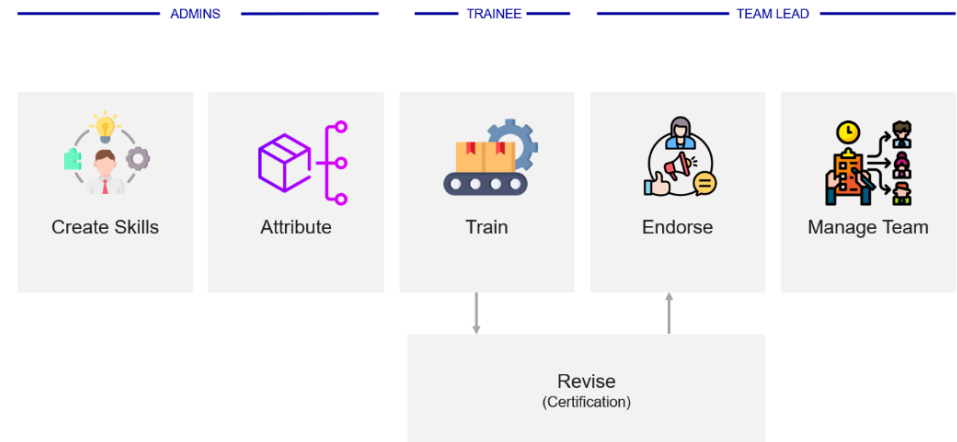 ADMINS
TRAINEE
TEAM LEAD
Create Skills
Attribute
Train
Endorse
Manage Team
Revise
(Certification)